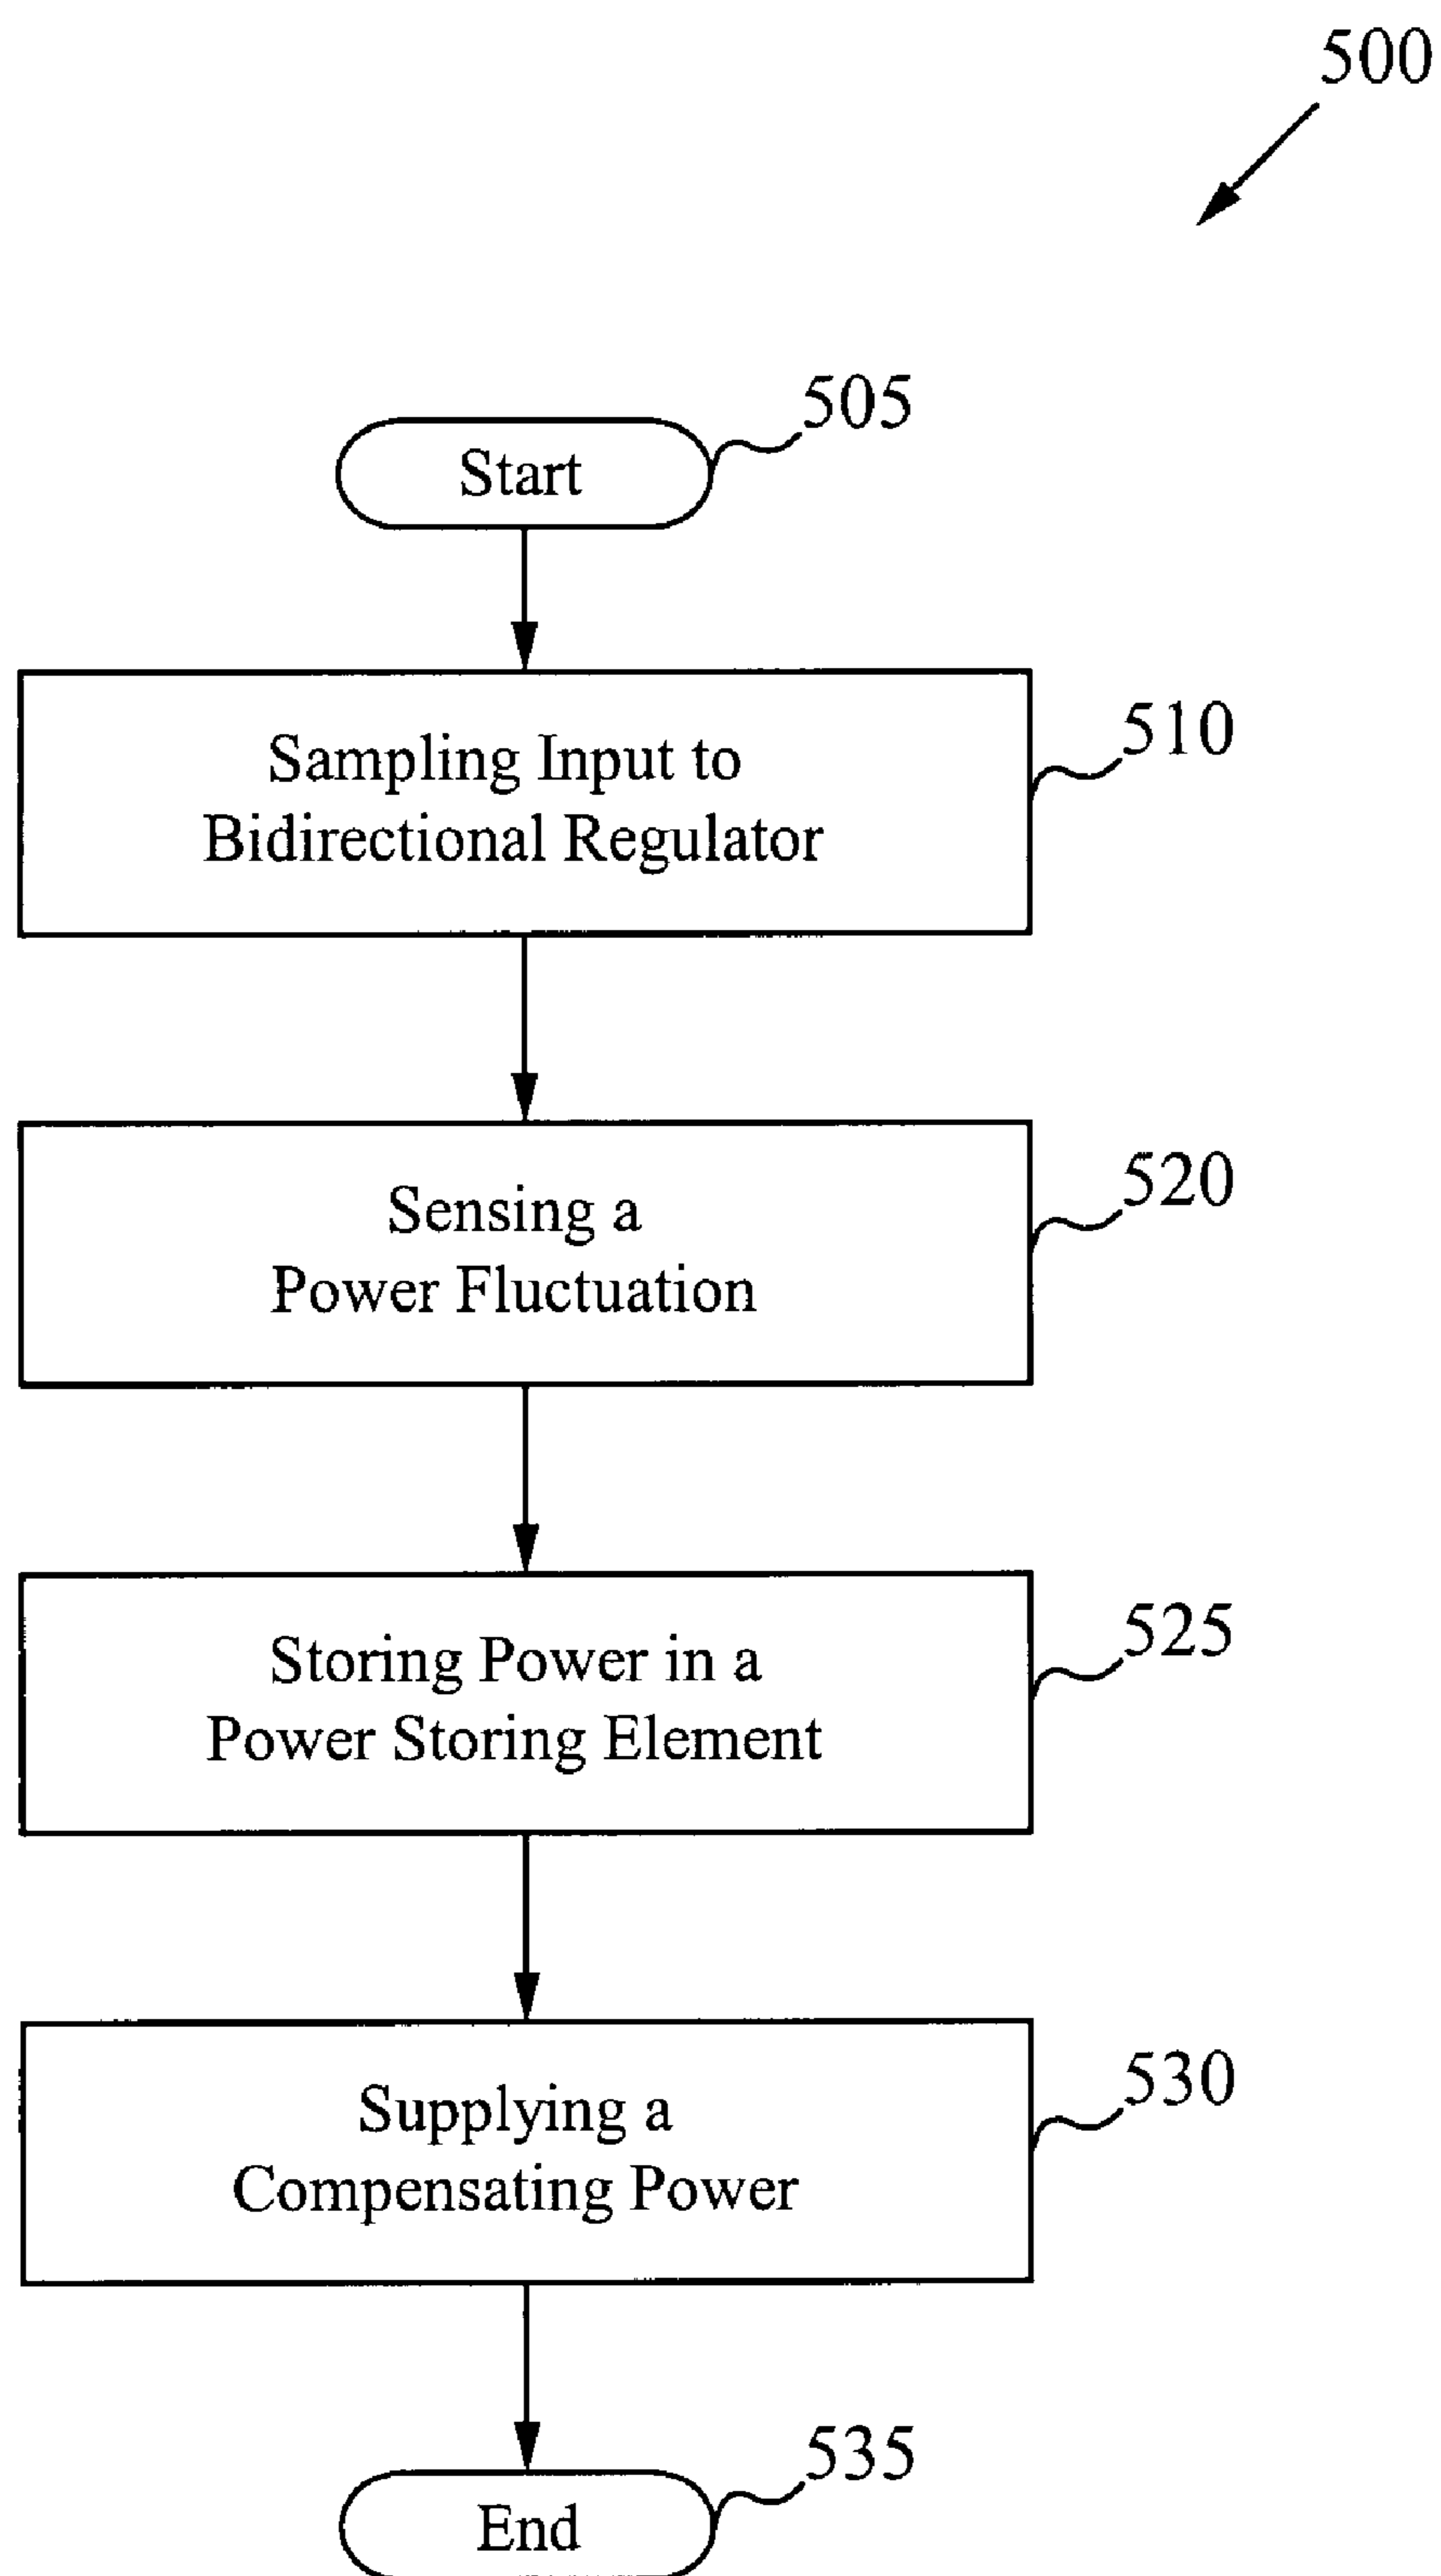 500
505
Start
510
Sampling Input to
Bidirectional Regulator
520
Sensing a
Power Fluctuation
525
Storing Power in a
Power Storing Element
530
Supplying a
Compensating Power
535
End